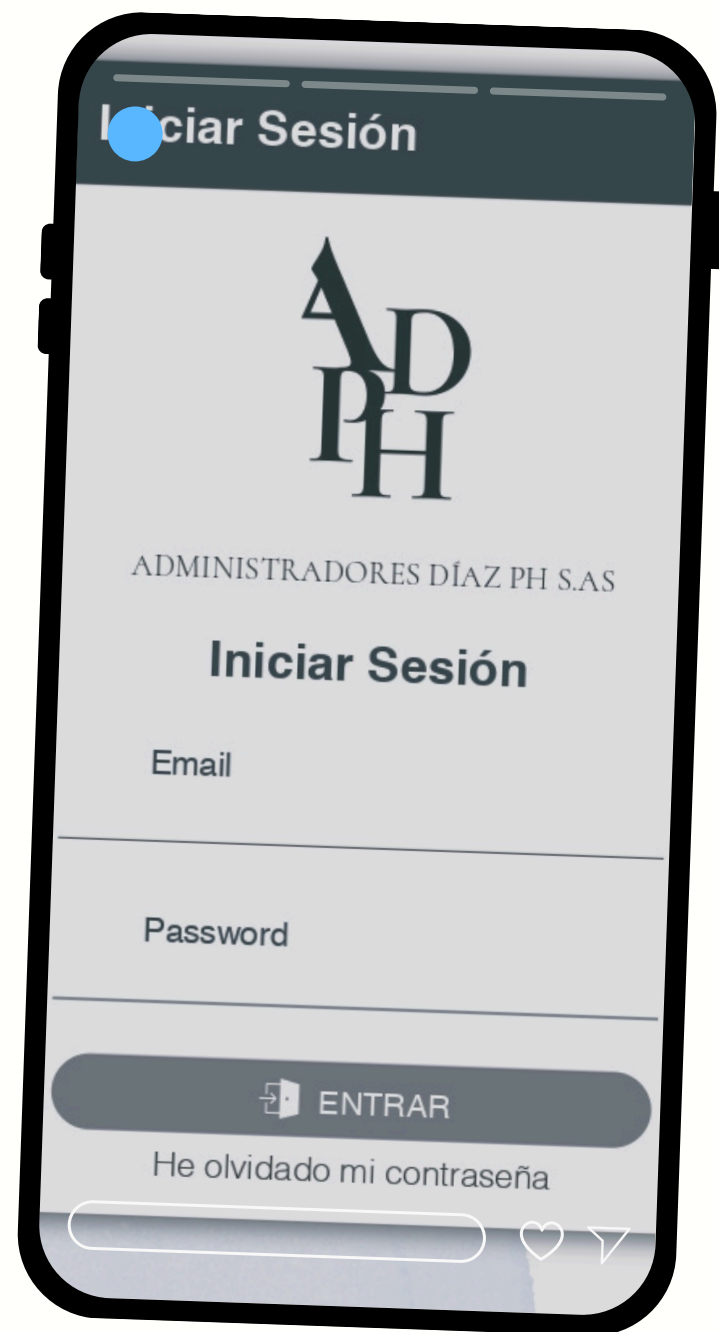 Iniciar Sesión
ADPH
ADMINISTRADORES DÍAZ PH S.AS
Iniciar Sesión
Email
Password
ENTRAR
He olvidado mi contraseña